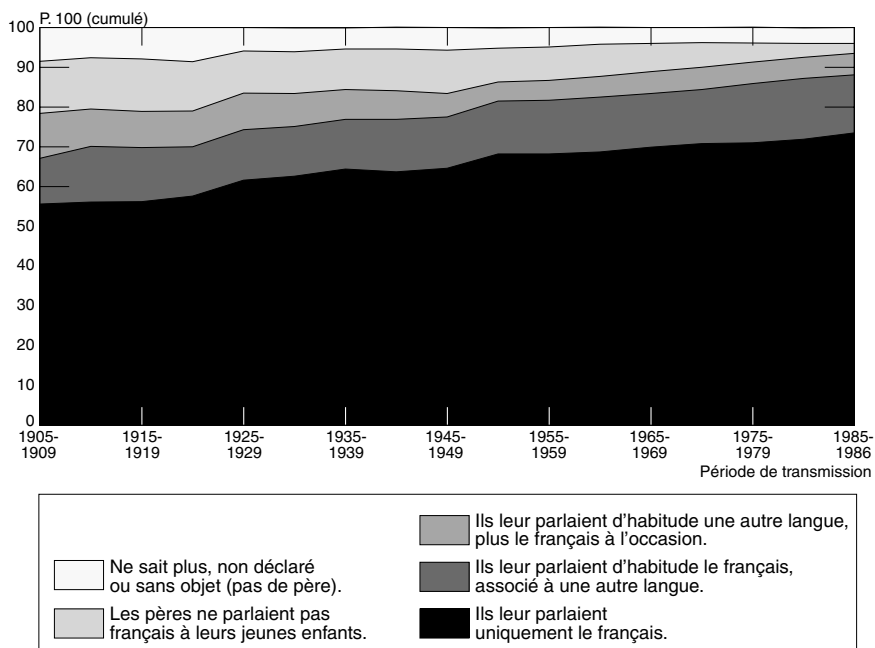 P. 100 (cumulé)
100
90
80
70
60
50
40
30
20
10
0
1905-
1909
1915-
1919
1925-
1929
1935-
1939
1945-
1949
1955-
1959
1965-
1969
1975-
1979
1985-
1986
Période de transmission
Ne sait plus, non déclaré
ou sans objet (pas de père).
Les pères ne parlaient pas
français à leurs jeunes enfants.
Ils leur parlaient d'habitude une autre langue,
plus le français à l'occasion.
Ils leur parlaient d'habitude le français,
associé à une autre langue.
Ils leur parlaient
uniquement le français.